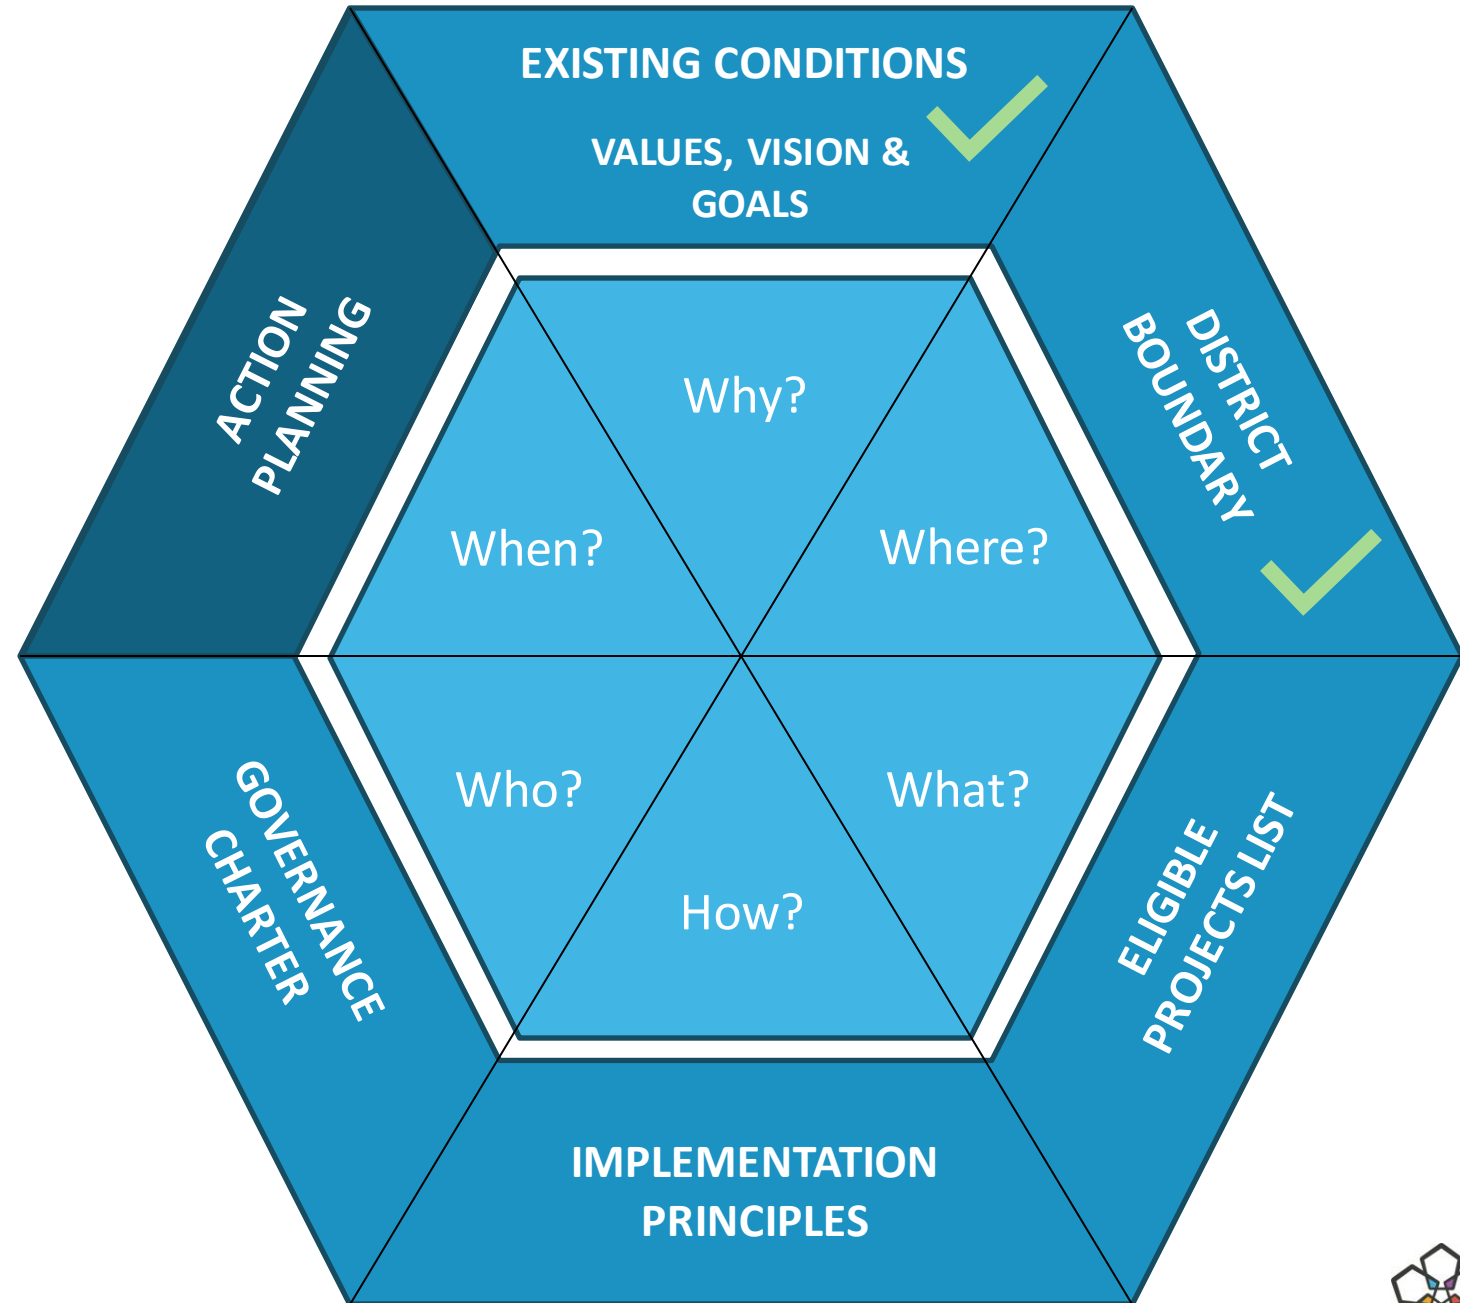 EXISTING CONDITIONS
VALUES, VISION &
GOALS
DISTRICT
BOUNDARY
ELIGIBLE
PROJECTS LIST
IMPLEMENTATION
PRINCIPLES
GOVERNANCE
CHARTER
ACTION
PLANNING
Why?
Where?
What?
How?
Who?
When?